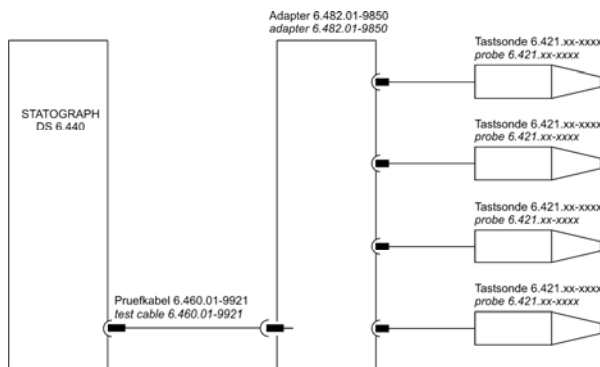 Adapter 6.482.01-9850
adapter 6.482.01-9850
Tastsonde 6.421.xx-xxxx
probe 6.421.xx-xxxx
STATOGRAPH
DS 6.440
Tastsonde 6.421.xx-xxxx
probe 6.421.xx-xxxx
Tastsonde 6.421.xx-xxxx
probe 6.421.xx-xxxx
Pruefkabel 6.460.01-9921
test cable 6.460.01-9921
Tastsonde 6.421.xx-xxxx
probe 6.421.xx-xxxx